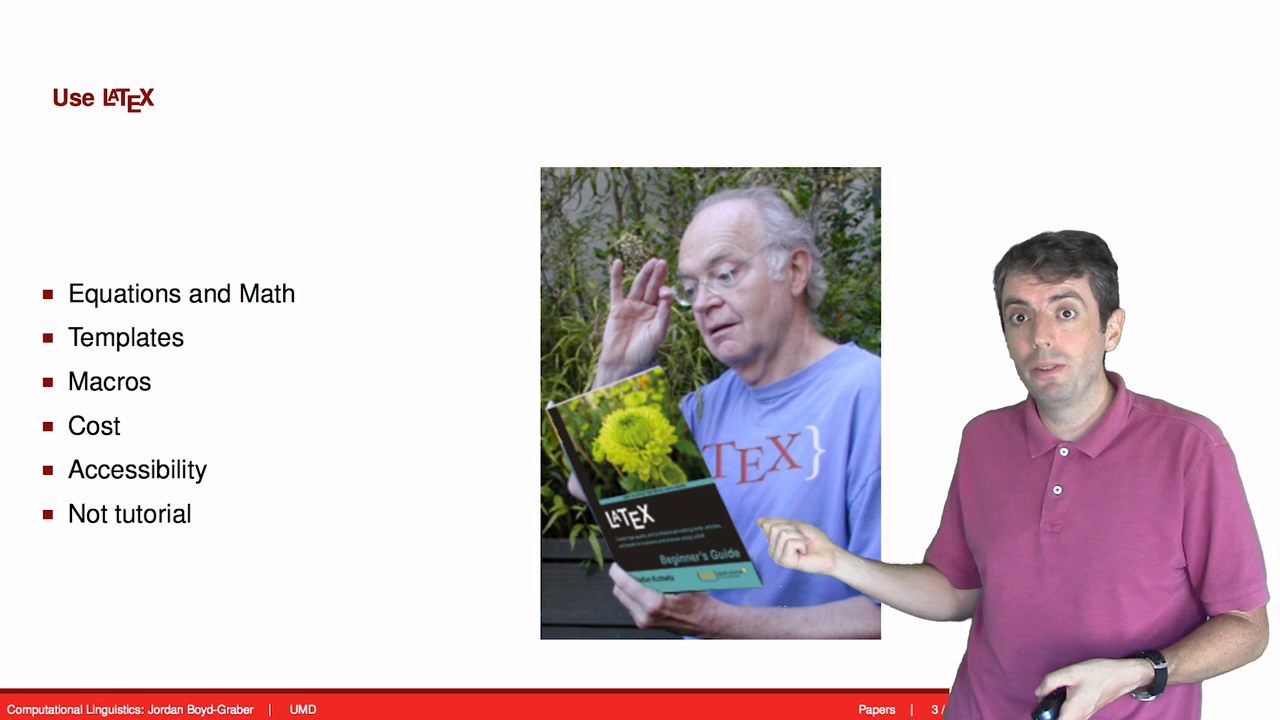 Use LATEX
Equations and Math
Templates
Macros
Cost
Accessibility
Not tutorial
TEX}
LATEX
Beginner's Guide
Computational Linguistics: Jordan Boyd-Graber | UMD
Papers | 3 /